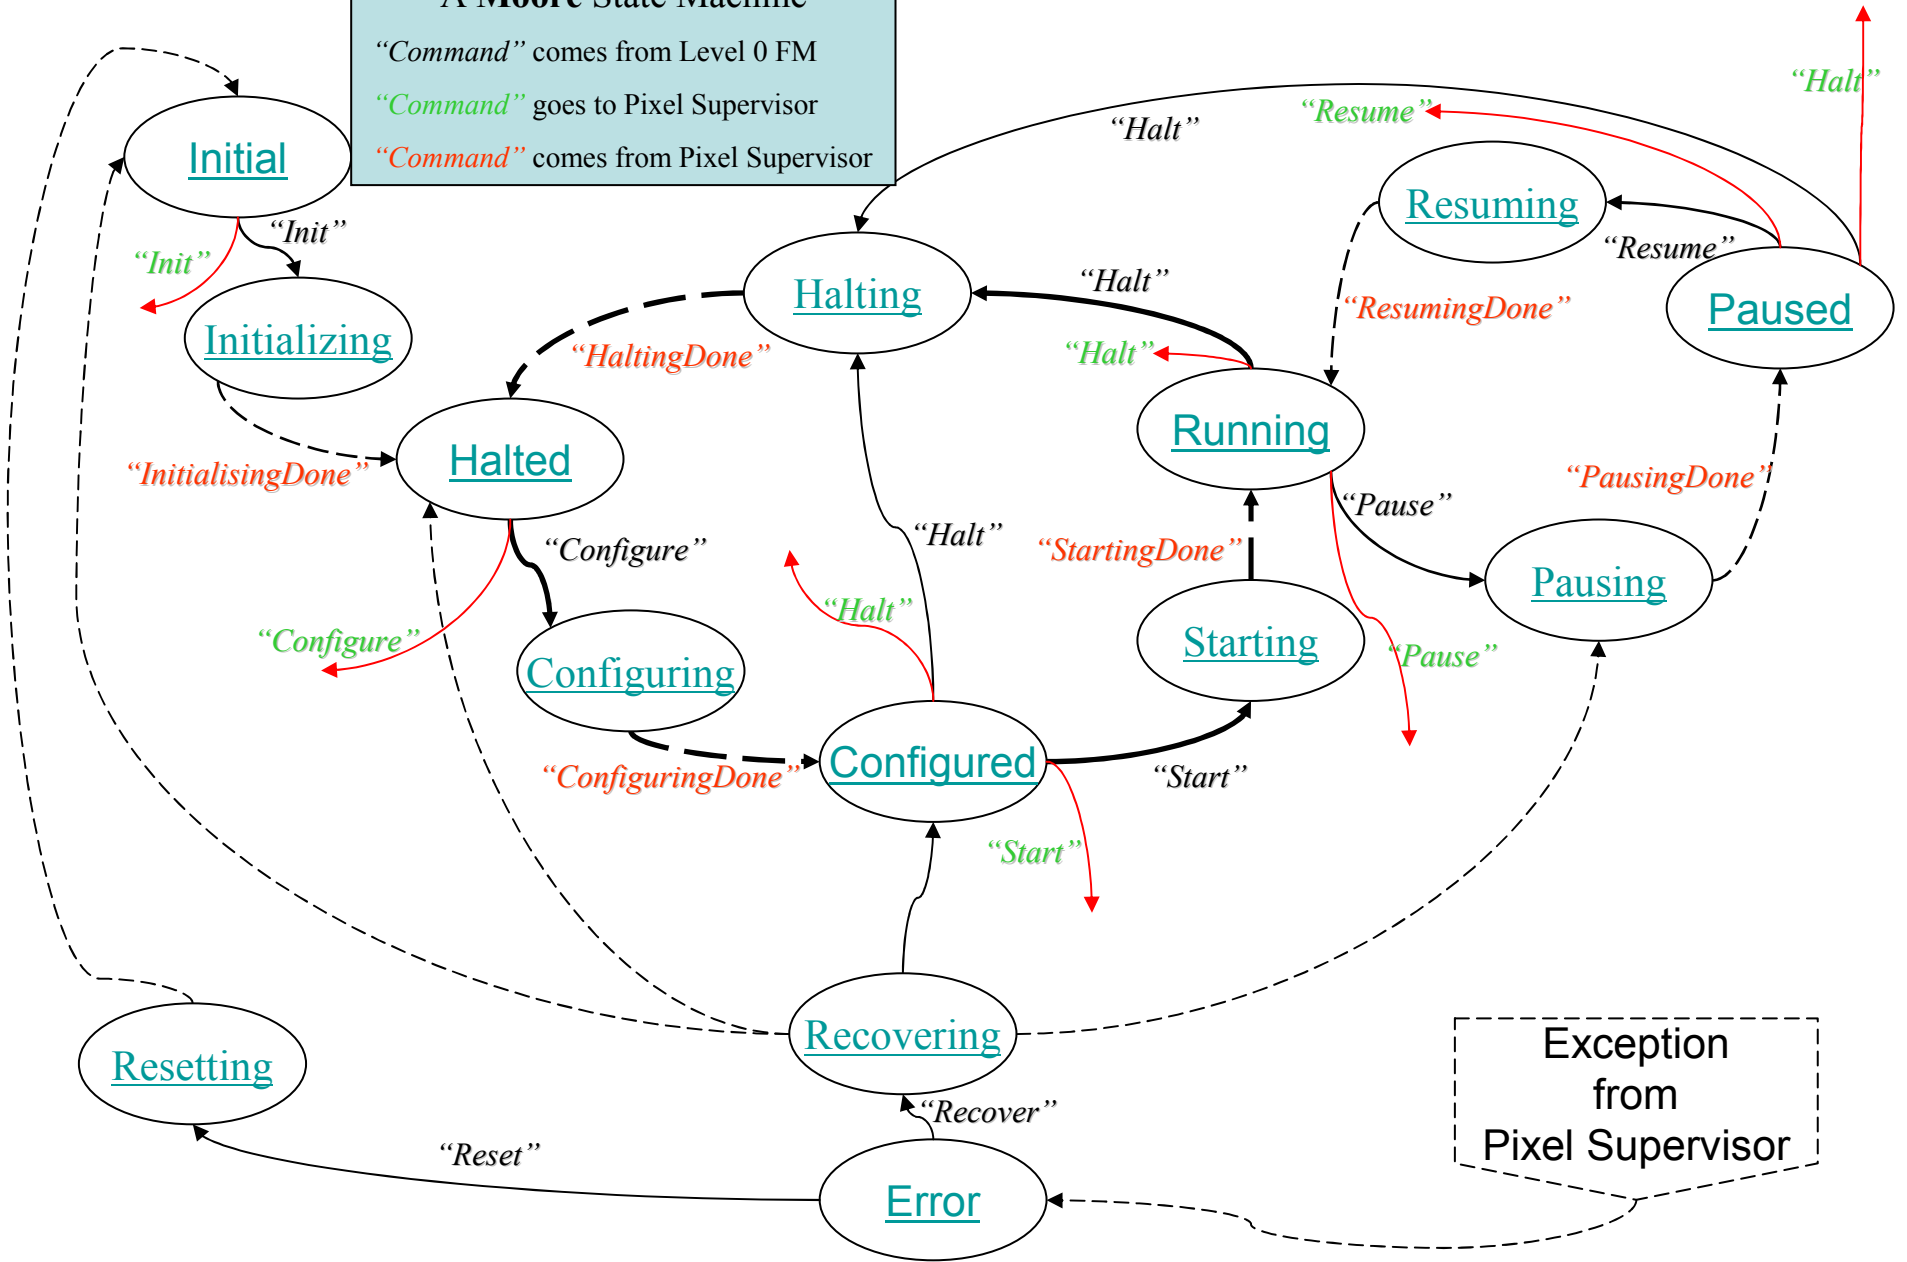 A Moore State Machine
“Command” comes from Level 0 FM
“Command” goes to Pixel Supervisor
“Command” comes from Pixel Supervisor
“Halt”
“Resume”
“Halt”
Initial
Resuming
“Init”
“Init”
“Resume”
Halting
“Halt”
“ResumingDone”
Paused
Initializing
“HaltingDone”
“Halt”
Running
Halted
“InitialisingDone”
“PausingDone”
“Pause”
“Configure”
“Halt”
“StartingDone”
Pausing
“Halt”
“Configure”
Starting
“Pause”
Configuring
Configured
“ConfiguringDone”
“Start”
“Start”
Recovering
Resetting
Exception
from
Pixel Supervisor
“Recover”
“Reset”
Error